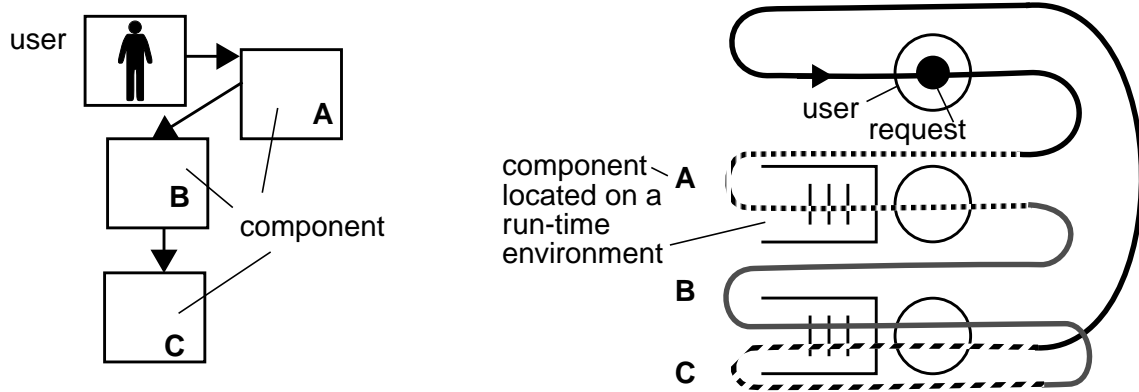 user
A
B
component
C
user
request
component
located on a
run-time
environment
A
B
C